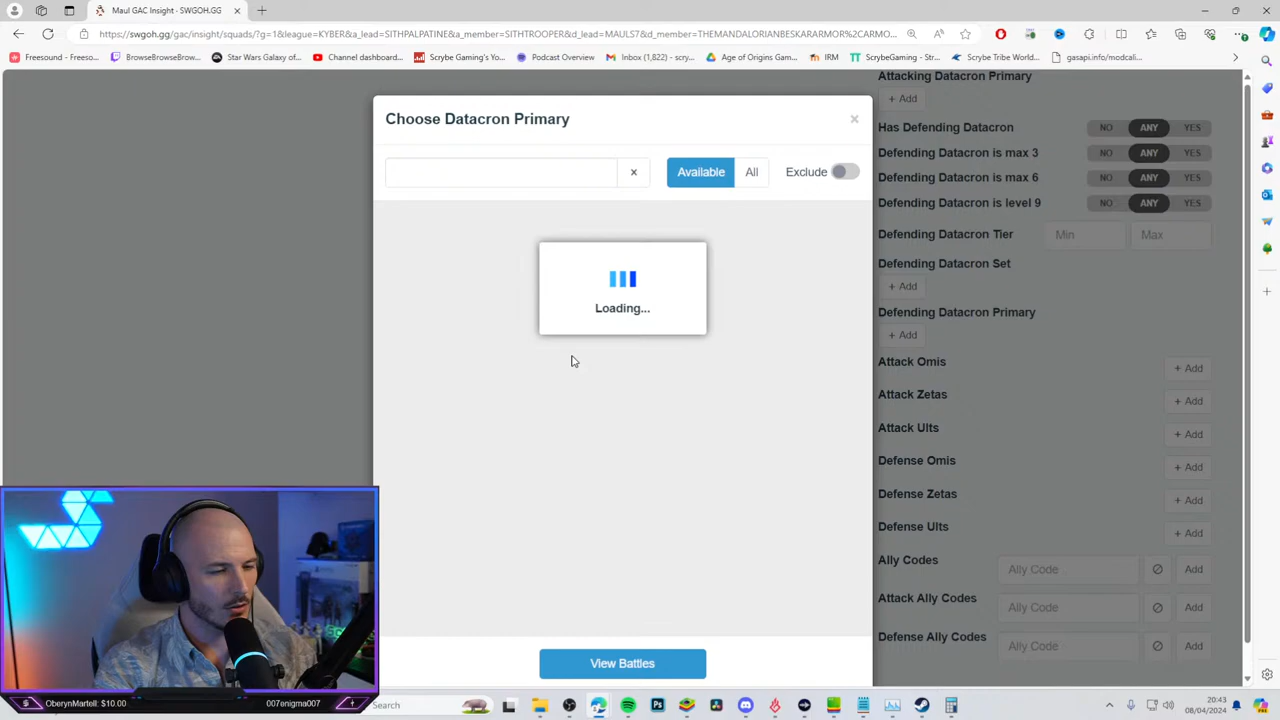 Maul GAC Insight - SWGOH.GG
https://swgoh.gg/gac/insight/squads/?g=1&league=KYBER&a_lead=SITHPALPATINE&a_member=SITHTROOPER&d_lead=MAULS7&d_member=THEMANDALORIANBESKARARMOR%2CARMO...
Freesound - Freeso...
BrowseBrowseBrow...
Star Wars Galaxy of...
Channel dashboard...
Scrybe Gaming's Yo...
Podcast Overview
Inbox (1,822) - scry...
Age of Origins Gam...
IRM
ScrybeGaming - Str...
Scrybe Tribe World...
gasapi.info/modcali...
Choose Datacron Primary
×
×
Available
All
Exclude
Loading...
View Battles
Attacking Datacron Primary
+ Add
Has Defending Datacron NO ANY YES
Defending Datacron is max 3 NO ANY YES
Defending Datacron is max 6 NO ANY YES
Defending Datacron is level 9 NO ANY YES
Defending Datacron Tier Min Max
Defending Datacron Set
+ Add
Defending Datacron Primary
+ Add
Attack Omis + Add
Attack Zetas + Add
Attack Ults + Add
Defense Omis + Add
Defense Zetas + Add
Defense Ults + Add
Ally Codes Ally Code Add
Attack Ally Codes Ally Code Add
Defense Ally Codes Ally Code Add
$ OberynMartell: $10.00 007enigma007 +
Search
20:43
08/04/2024